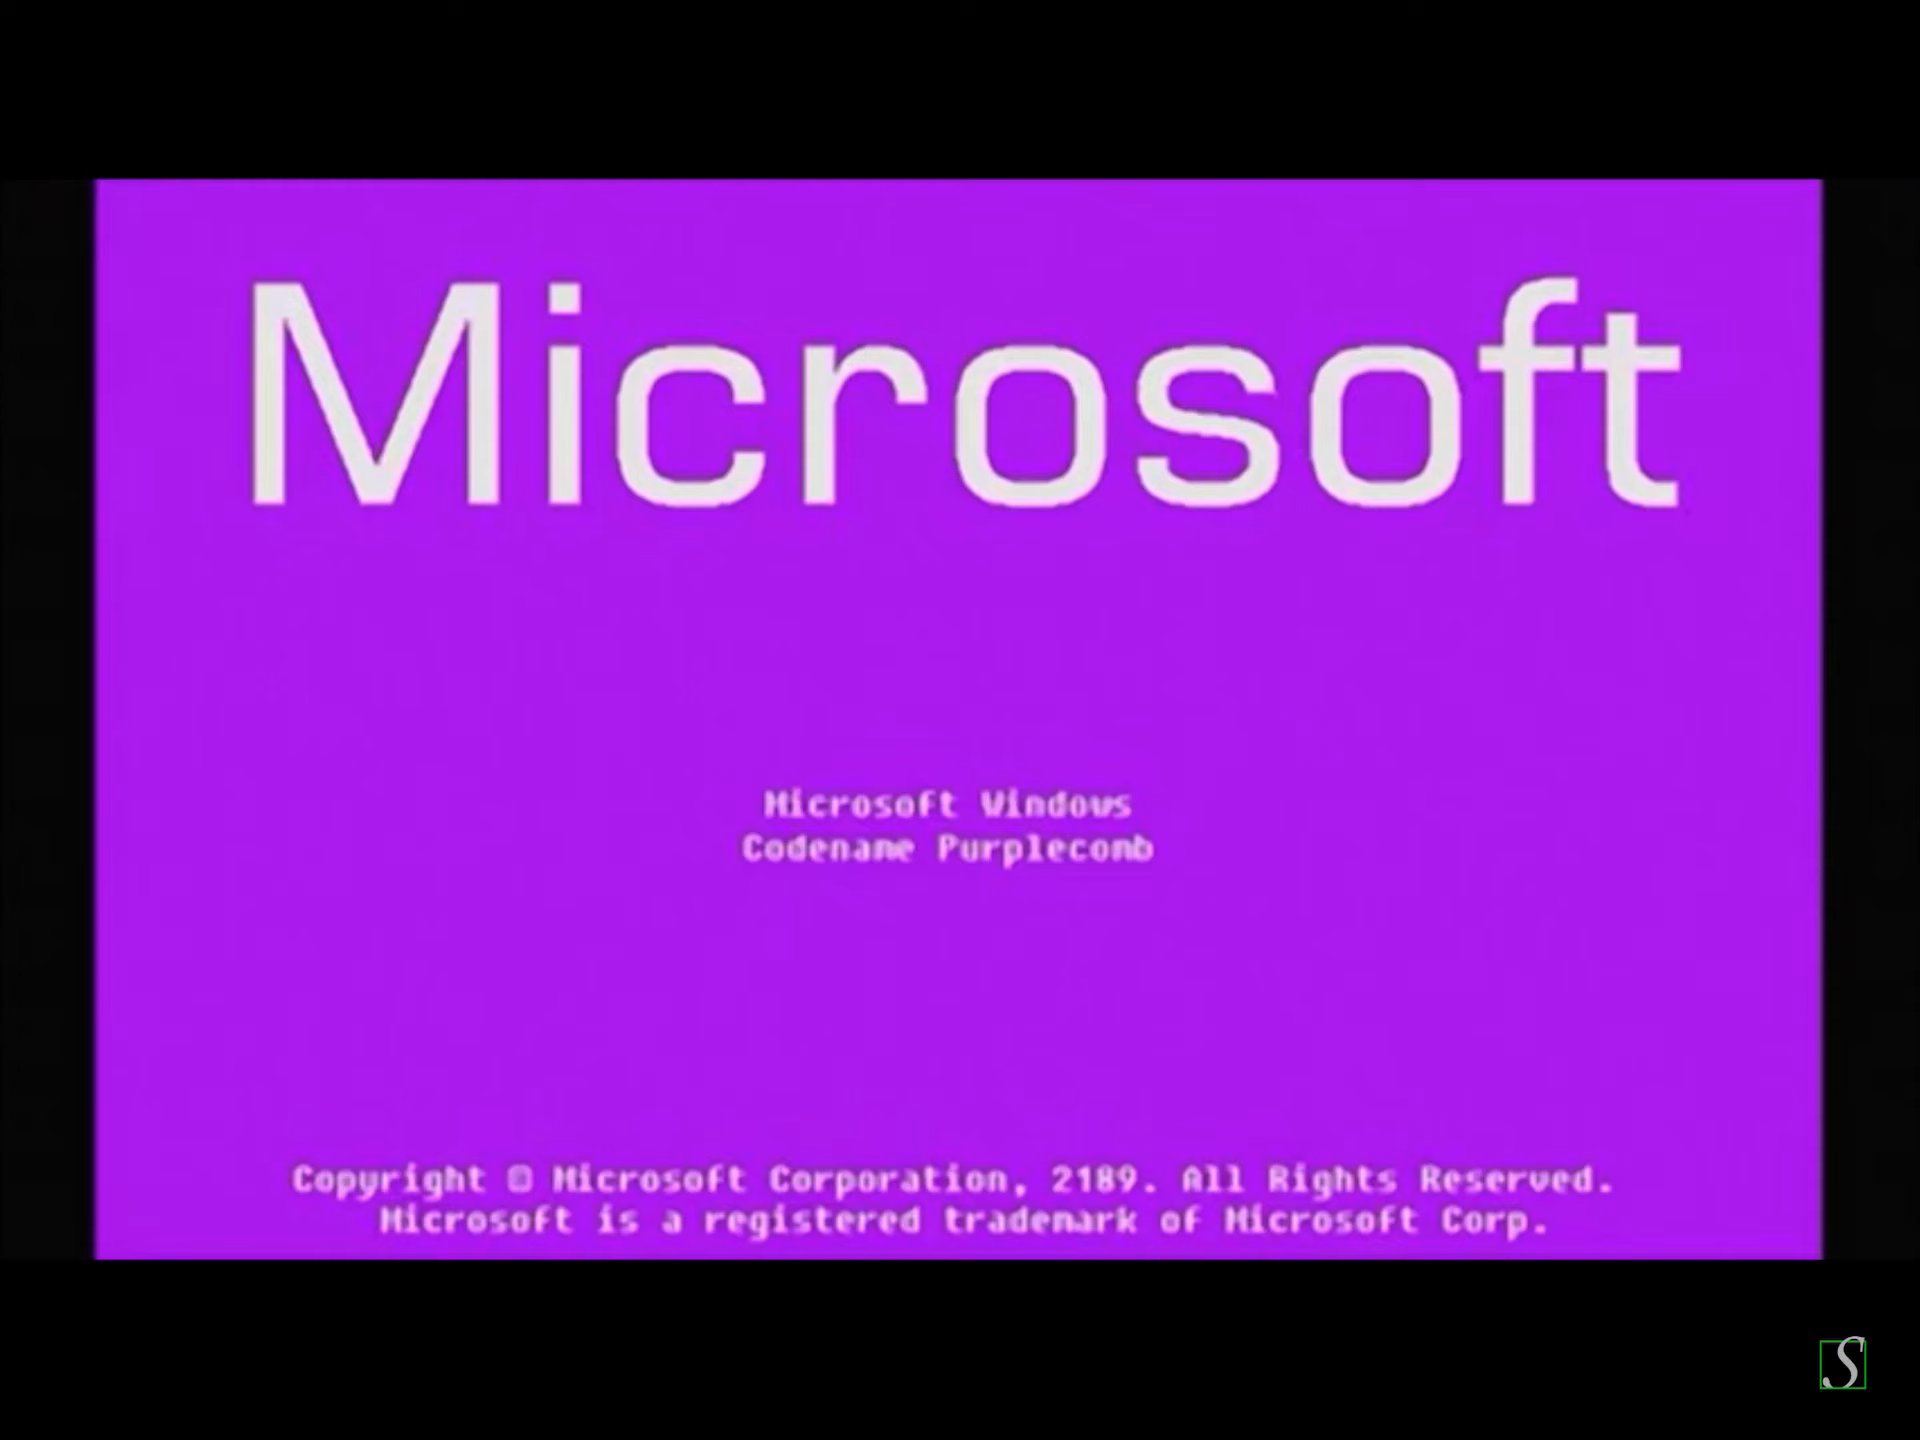 Microsoft
Microsoft Windows
Codename Purplecomb
Copyright © Microsoft Corporation, 2189. All Rights Reserved.
Microsoft is a registered trademark of Microsoft Corp.
S